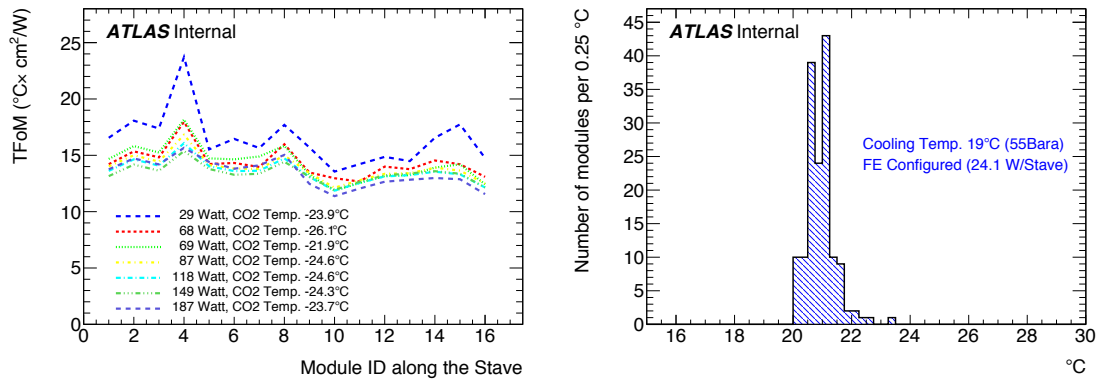 TFoM (°C× cm²/W)
25
20
15
10
5
0
ATLAS Internal
29 Watt, CO2 Temp. -23.9°C
68 Watt, CO2 Temp. -26.1°C
69 Watt, CO2 Temp. -21.9°C
87 Watt, CO2 Temp. -24.6°C
118 Watt, CO2 Temp. -24.6°C
149 Watt, CO2 Temp. -24.3°C
187 Watt, CO2 Temp. -23.7°C
0 2 4 6 8 10 12 14 16
Module ID along the Stave
Number of modules per 0.25 °C
45
40
35
30
25
20
15
10
5
0
ATLAS Internal
Cooling Temp. 19°C (55Bara)
FE Configured (24.1 W/Stave)
16 18 20 22 24 26 28 30
°C